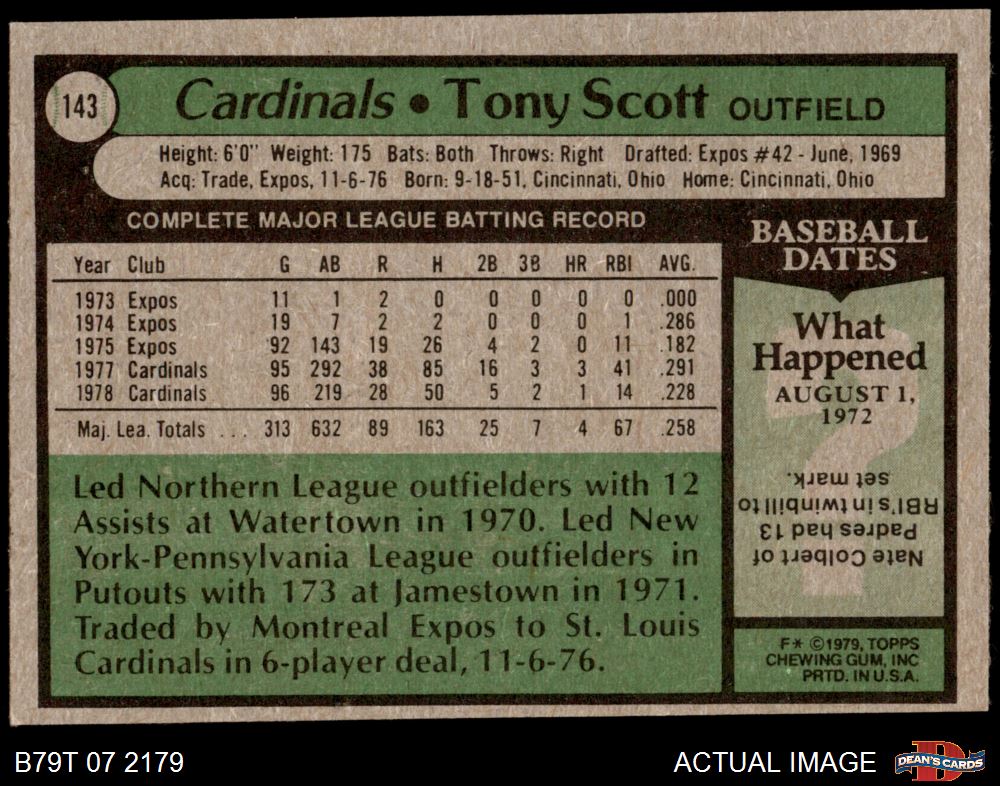 143
Cardinals • Tony Scott OUTFIELD
Height: 6'0" Weight: 175 Bats: Both Throws: Right Drafted: Expos #42 - June, 1969
Acq: Trade, Expos, 11-6-76 Born: 9-18-51, Cincinnati, Ohio Home: Cincinnati, Ohio
COMPLETE MAJOR LEAGUE BATTING RECORD
Year Club G AB R H 2B 3B HR RBI AVG.
1973 Expos 11 1 2 0 0 0 0 0 .000
1974 Expos 19 7 2 2 0 0 0 1 .286
1975 Expos 92 143 19 26 4 2 0 11 .182
1977 Cardinals 95 292 38 85 16 3 3 41 .291
1978 Cardinals 96 219 28 50 5 2 1 14 .228
Maj. Lea. Totals ... 313 632 89 163 25 7 4 67 .258
Led Northern League outfielders with 12
Assists at Watertown in 1970. Led New
York-Pennsylvania League outfielders in
Putouts with 173 at Jamestown in 1971.
Traded by Montreal Expos to St. Louis
Cardinals in 6-player deal, 11-6-76.
BASEBALL
DATES
What
Happened
AUGUST 1,
1972
Nate Colbert of
Padres had 13
RBI's in twinbill to
set mark.
F* ©1979, TOPPS
CHEWING GUM, INC
PRTD. IN U.S.A.
B79T 07 2179
ACTUAL IMAGE
DEAN'S CARDS